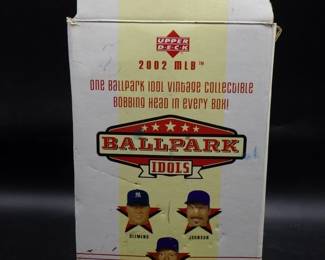 UPPER
DECK
2002 MLB™
ONE BALLPARK IDOL VINTAGE COLLECTIBLE
BOBBING HEAD IN EVERY BOX!
BALLPARK
IDOLS
CLEMENS
JOHNSON